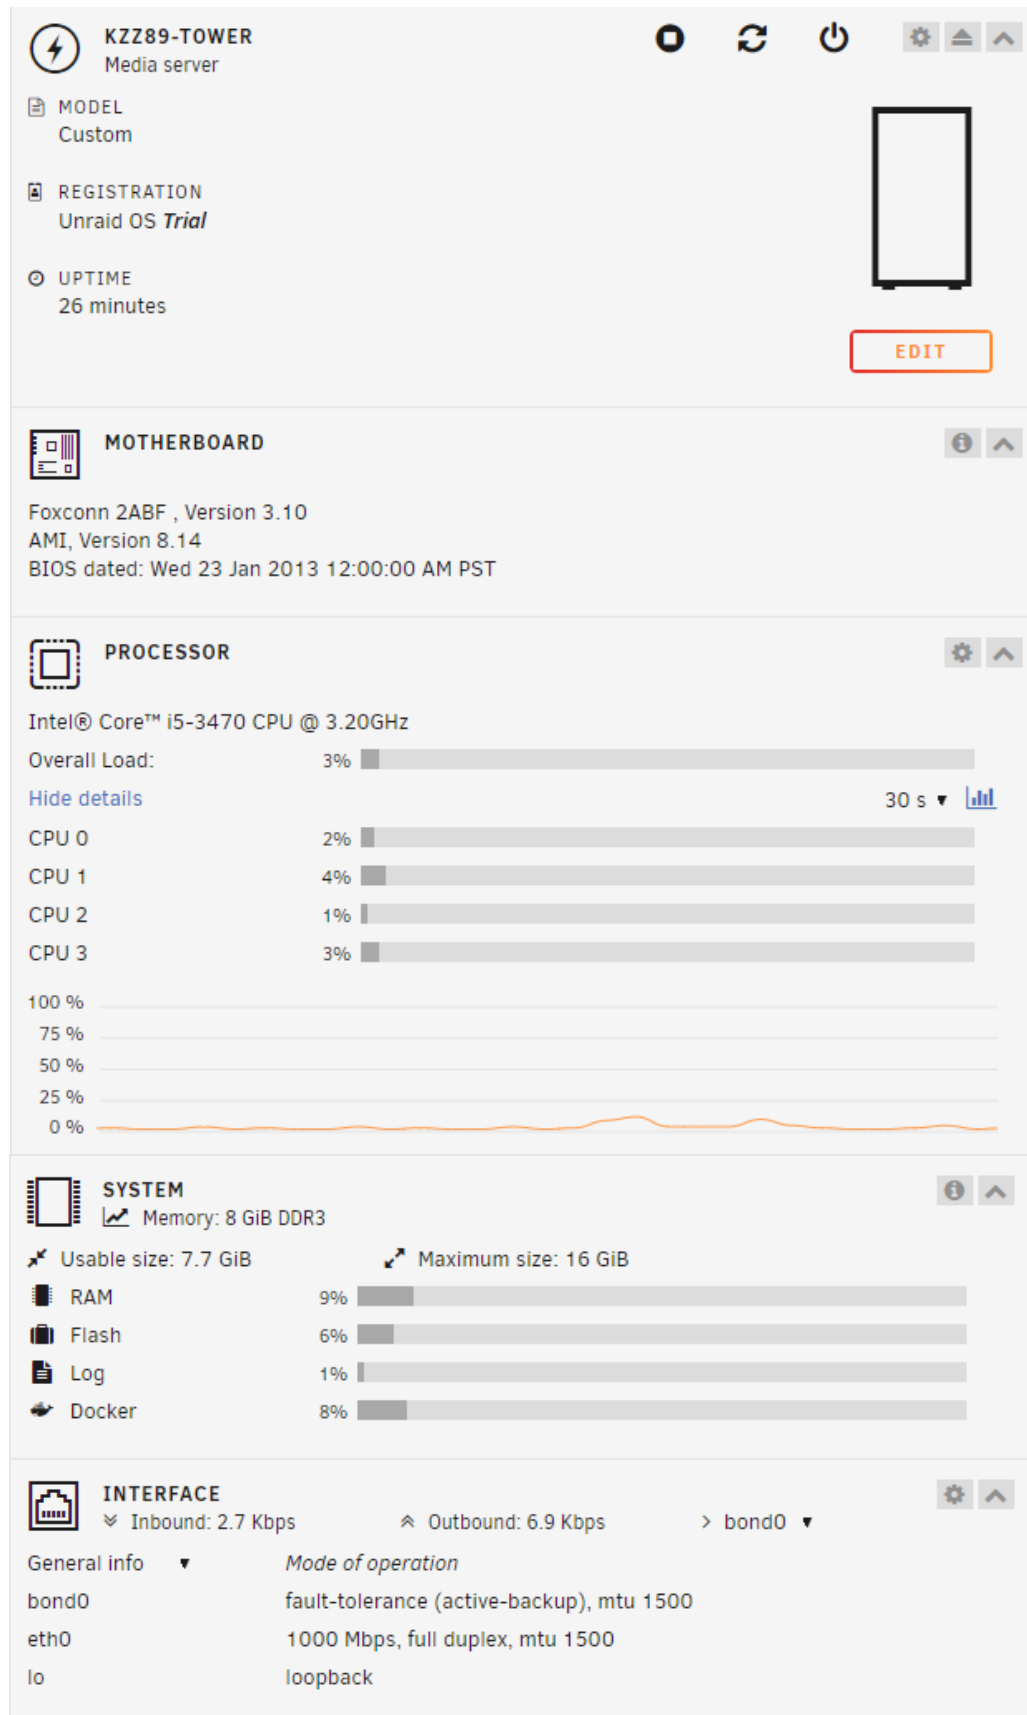 KZZ89-TOWER
Media server
MODEL
Custom
REGISTRATION
Unraid OS Trial
UPTIME
26 minutes
EDIT
MOTHERBOARD
Foxconn 2ABF , Version 3.10
AMI, Version 8.14
BIOS dated: Wed 23 Jan 2013 12:00:00 AM PST
PROCESSOR
Intel® Core™ i5-3470 CPU @ 3.20GHz
Overall Load: 3%
Hide details 30 s
CPU 0 2%
CPU 1 4%
CPU 2 1%
CPU 3 3%
100 %
75 %
50 %
25 %
0 %
SYSTEM
Memory: 8 GiB DDR3
Usable size: 7.7 GiB Maximum size: 16 GiB
RAM 9%
Flash 6%
Log 1%
Docker 8%
INTERFACE
Inbound: 2.7 Kbps Outbound: 6.9 Kbps > bond0
General info Mode of operation
bond0 fault-tolerance (active-backup), mtu 1500
eth0 1000 Mbps, full duplex, mtu 1500
lo loopback